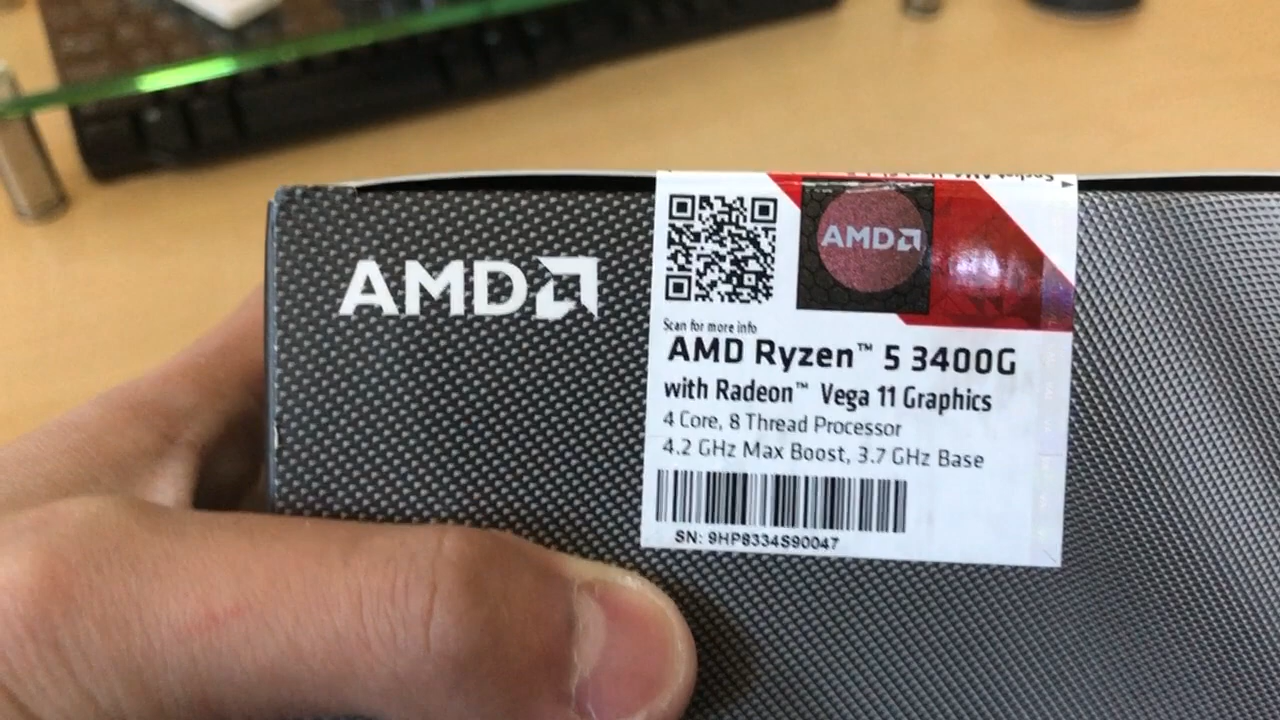 AMD
AMD
Scan for more info
AMD Ryzen™ 5 3400G
with Radeon™ Vega 11 Graphics
4 Core, 8 Thread Processor
4.2 GHz Max Boost, 3.7 GHz Base
SN: 9HP8334S90047